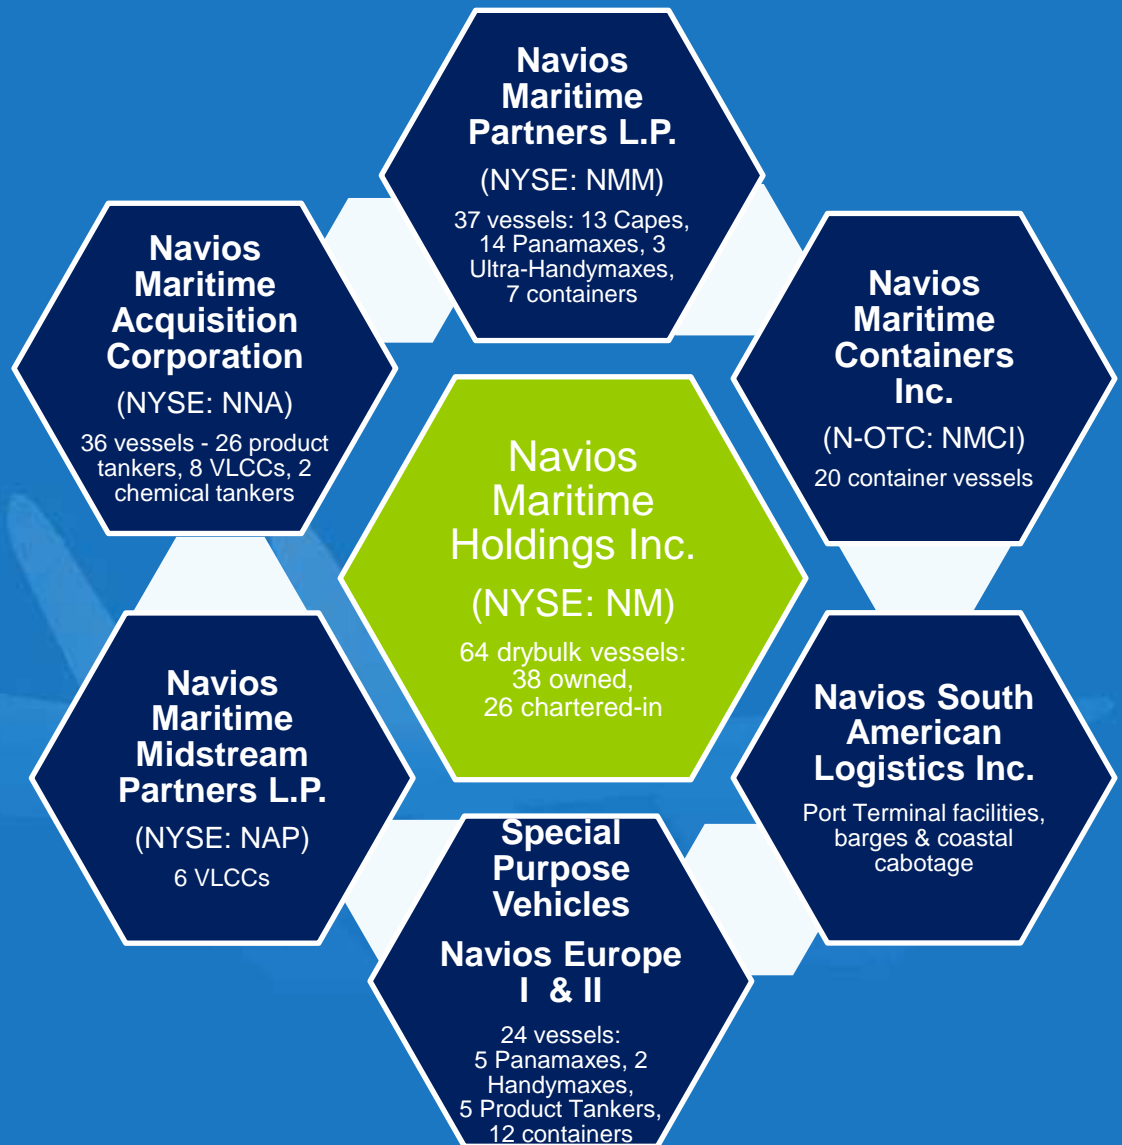 Navios
Maritime
Partners L.P.
(NYSE: NMM)
37 vessels: 13 Capes,
14 Panamaxes, 3
Ultra-Handymaxes,
7 containers
Navios
Maritime
Acquisition
Corporation
(NYSE: NNA)
36 vessels - 26 product
tankers, 8 VLCCs, 2
chemical tankers
Navios
Maritime
Containers
Inc.
(N-OTC: NMCI)
20 container vessels
Navios
Maritime
Holdings Inc.
(NYSE: NM)
64 drybulk vessels:
38 owned,
26 chartered-in
Navios
Maritime
Midstream
Partners L.P.
(NYSE: NAP)
6 VLCCs
Navios South
American
Logistics Inc.
Port Terminal facilities,
barges & coastal
cabotage
Special
Purpose
Vehicles
Navios Europe
I & II
24 vessels:
5 Panamaxes, 2
Handymaxes,
5 Product Tankers,
12 containers